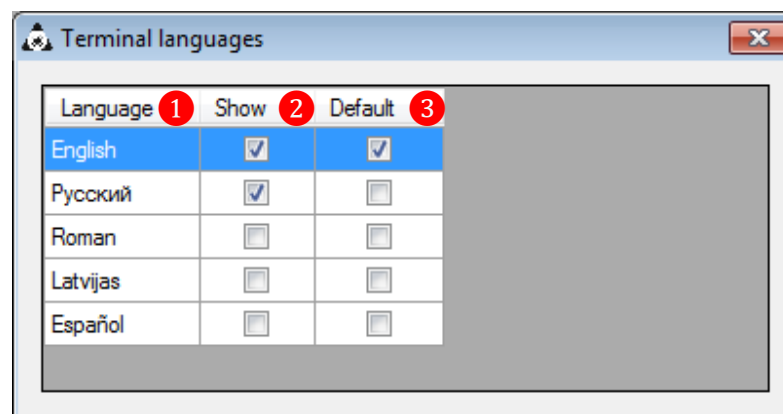 Terminal languages
Language 1 Show 2 Default 3
English
Русский
Roman
Latvijas
Español